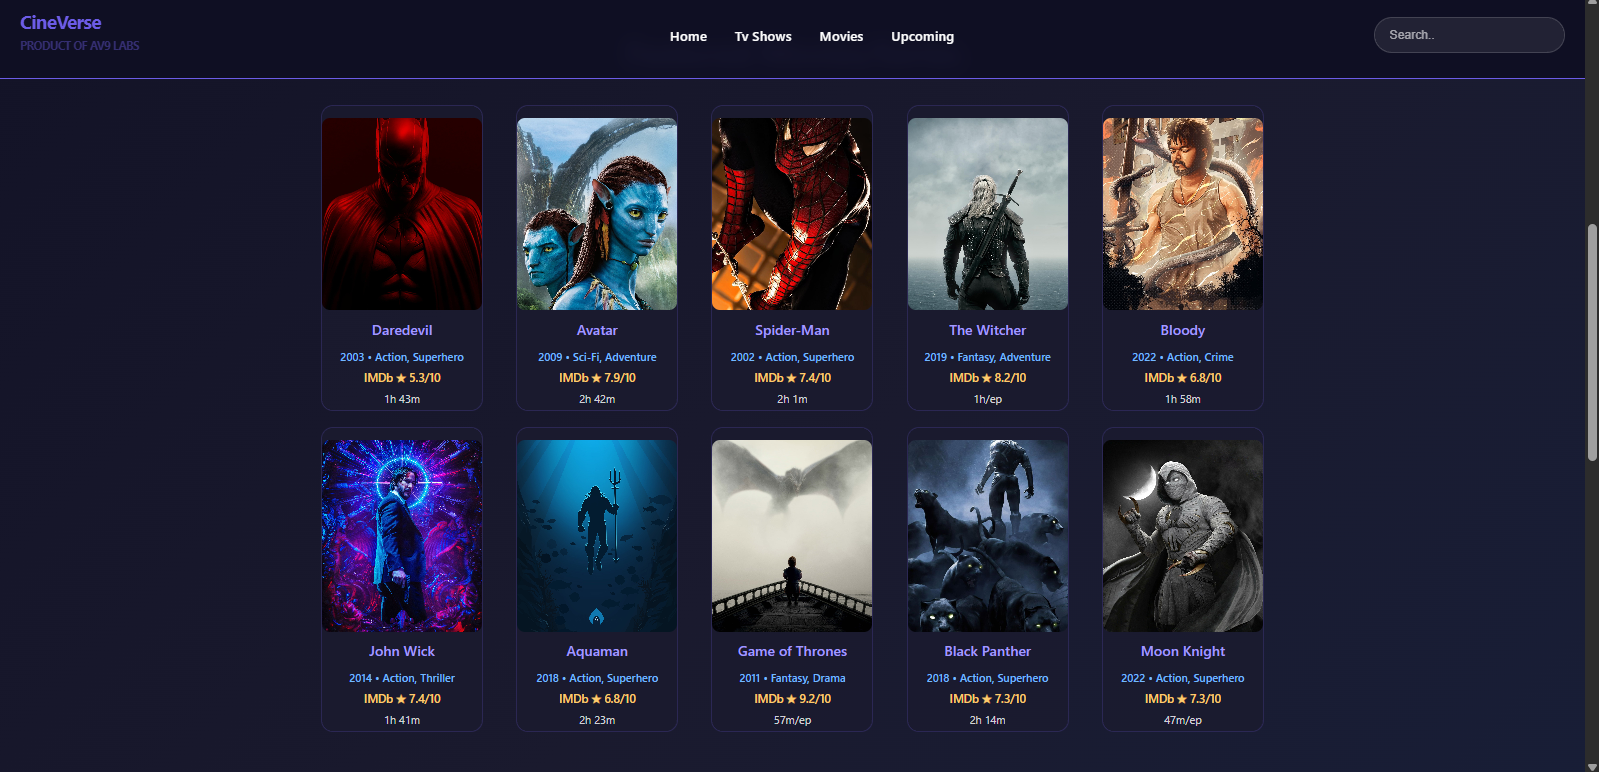 CineVerse
PRODUCT OF AV9 LABS
Home Tv Shows Movies Upcoming
Search..
Daredevil
2003 • Action, Superhero
IMDb ★ 5.3/10
1h 43m
Avatar
2009 • Sci-Fi, Adventure
IMDb ★ 7.9/10
2h 42m
Spider-Man
2002 • Action, Superhero
IMDb ★ 7.4/10
2h 1m
The Witcher
2019 • Fantasy, Adventure
IMDb ★ 8.2/10
1h/ep
Bloody
2022 • Action, Crime
IMDb ★ 6.8/10
1h 58m
John Wick
2014 • Action, Thriller
IMDb ★ 7.4/10
1h 41m
Aquaman
2018 • Action, Superhero
IMDb ★ 6.8/10
2h 23m
Game of Thrones
2011 • Fantasy, Drama
IMDb ★ 9.2/10
57m/ep
Black Panther
2018 • Action, Superhero
IMDb ★ 7.3/10
2h 14m
Moon Knight
2022 • Action, Superhero
IMDb ★ 7.3/10
47m/ep